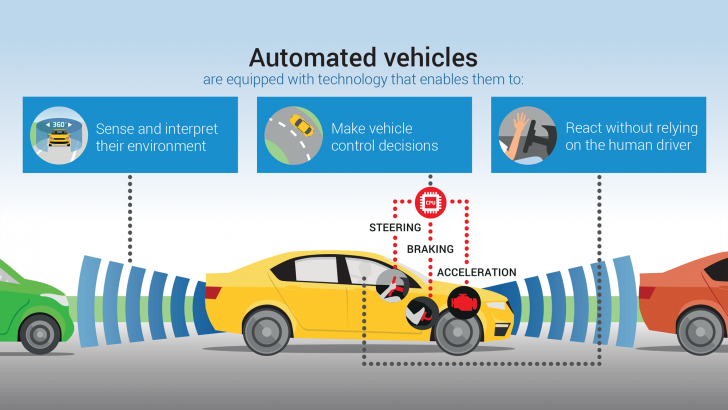 Automated vehicles
are equipped with technology that enables them to:
360°
Sense and interpret
their environment
Make vehicle
control decisions
React without relying
on the human driver
CPU
STEERING
BRAKING
ACCELERATION